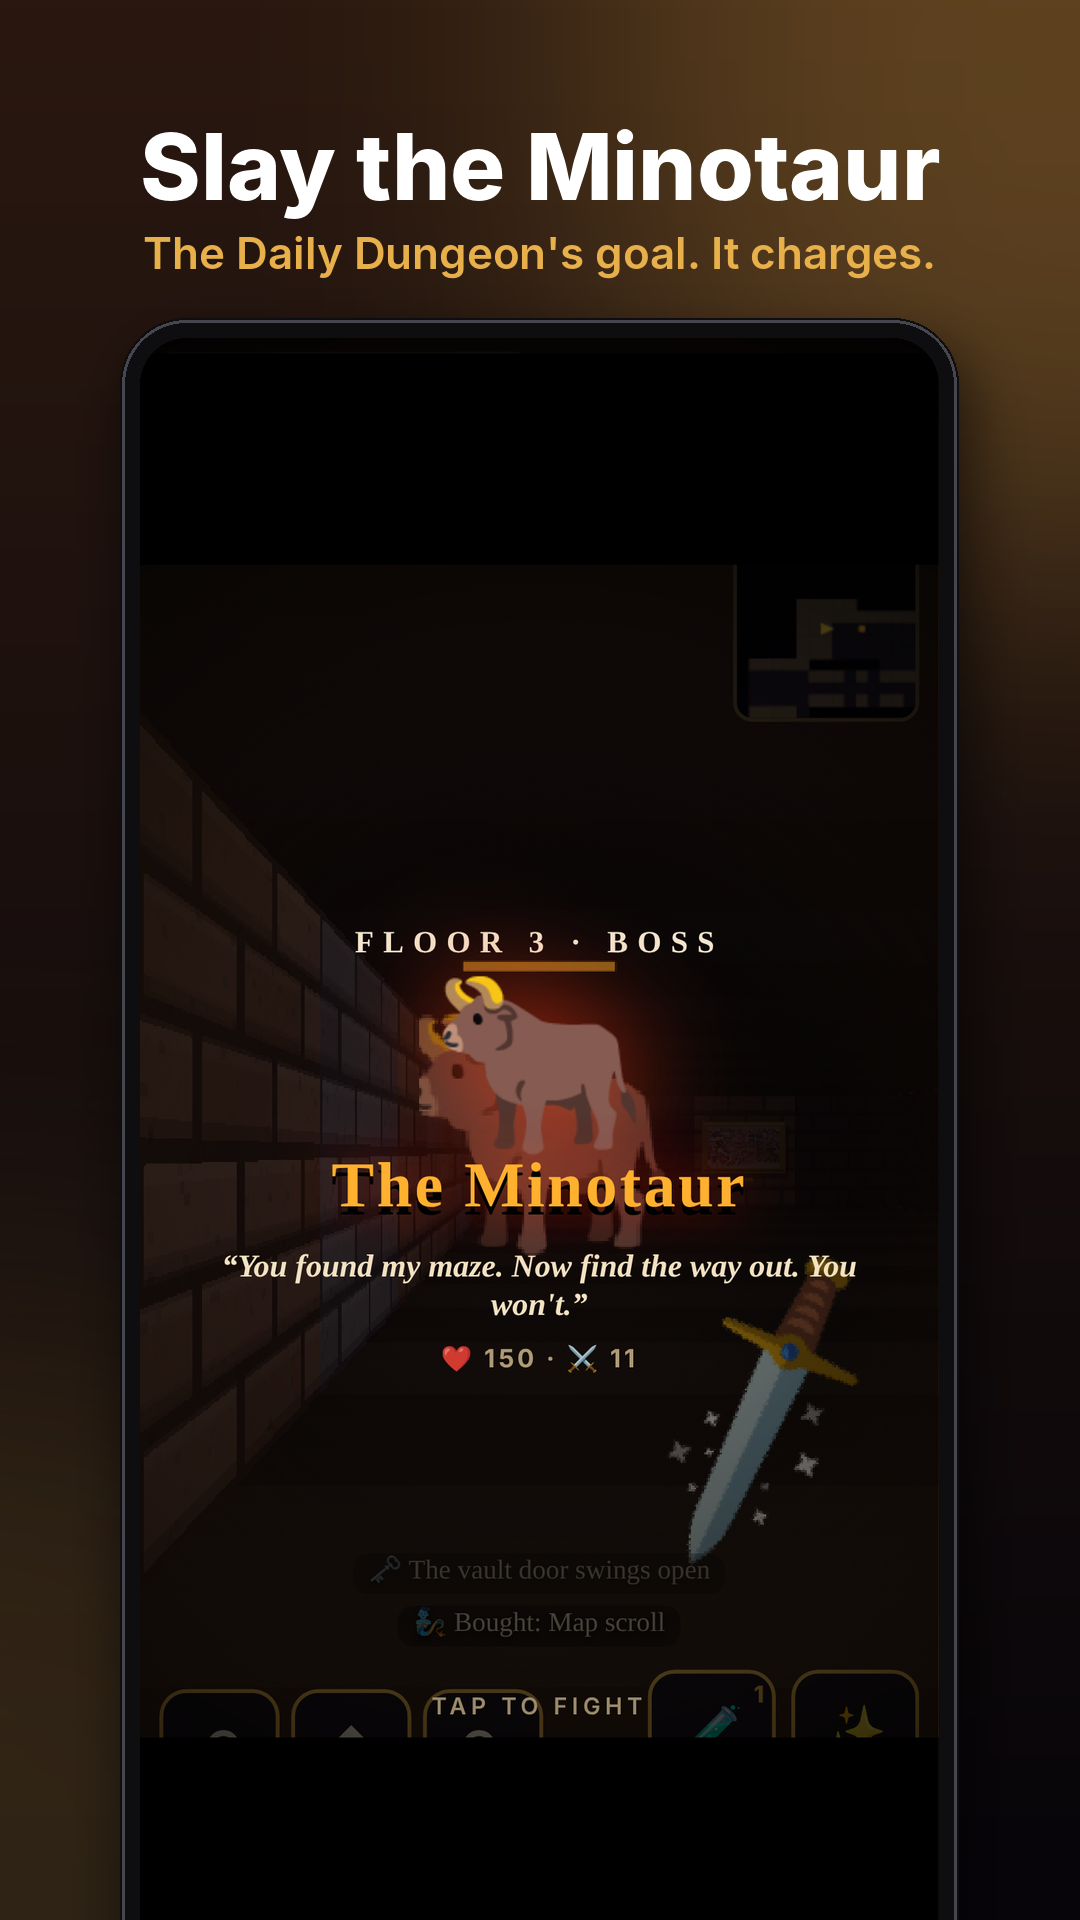 Slay the Minotaur
The Daily Dungeon's goal. It charges.
FLOOR 3 · BOSS
The Minotaur
“You found my maze. Now find the way out. You
won't.”
❤️ 150 · ⚔️ 11
The vault door swings open
Bought: Map scroll
TAP TO FIGHT
1